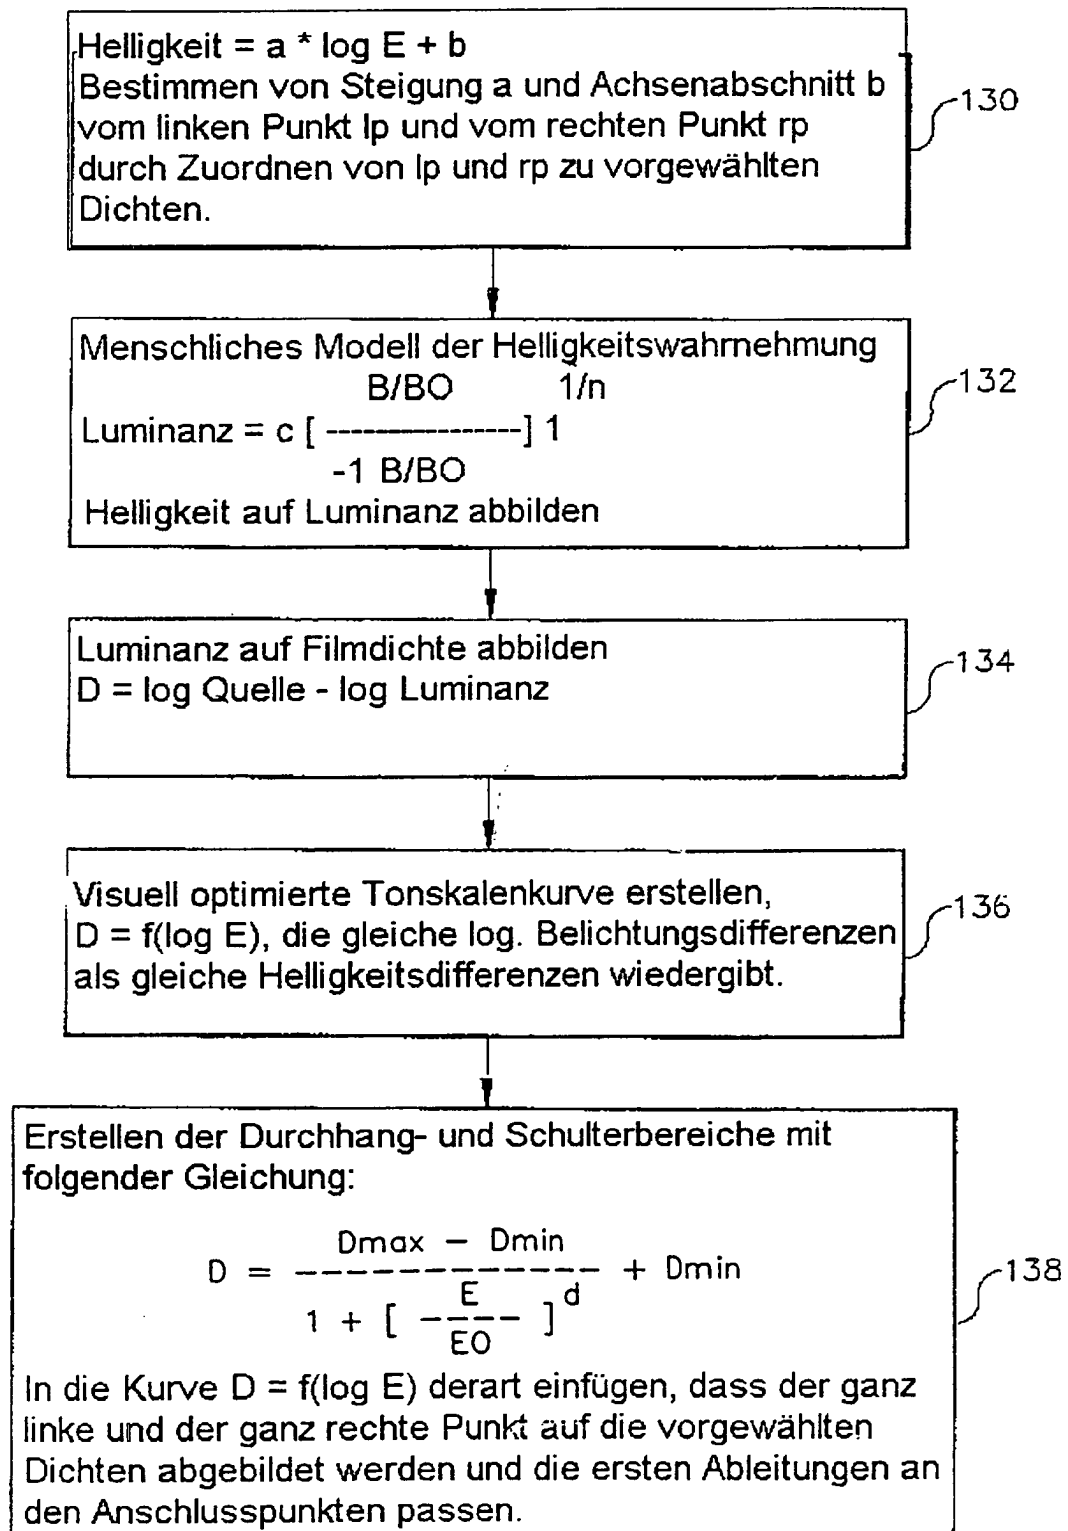 Helligkeit = a * log E + b
Bestimmen von Steigung a und Achsenabschnitt b
vom linken Punkt lp und vom rechten Punkt rp
durch Zuordnen von lp und rp zu vorgewählten
Dichten.
130
Menschliches Modell der Helligkeitswahrnehmung
B/BO 1/n
Luminanz = c [ ---------------] 1
-1 B/BO
Helligkeit auf Luminanz abbilden
132
Luminanz auf Filmdichte abbilden
D = log Quelle - log Luminanz
134
Visuell optimierte Tonskalenkurve erstellen,
D = f(log E), die gleiche log. Belichtungsdifferenzen
als gleiche Helligkeitsdifferenzen wiedergibt.
136
Erstellen der Durchhang- und Schulterbereiche mit
folgender Gleichung:
Dmax - Dmin
D = ------------- + Dmin
E
1 + [ ----- ] d
EO
138
In die Kurve D = f(log E) derart einfügen, dass der ganz
linke und der ganz rechte Punkt auf die vorgewählten
Dichten abgebildet werden und die ersten Ableitungen an
den Anschlusspunkten passen.